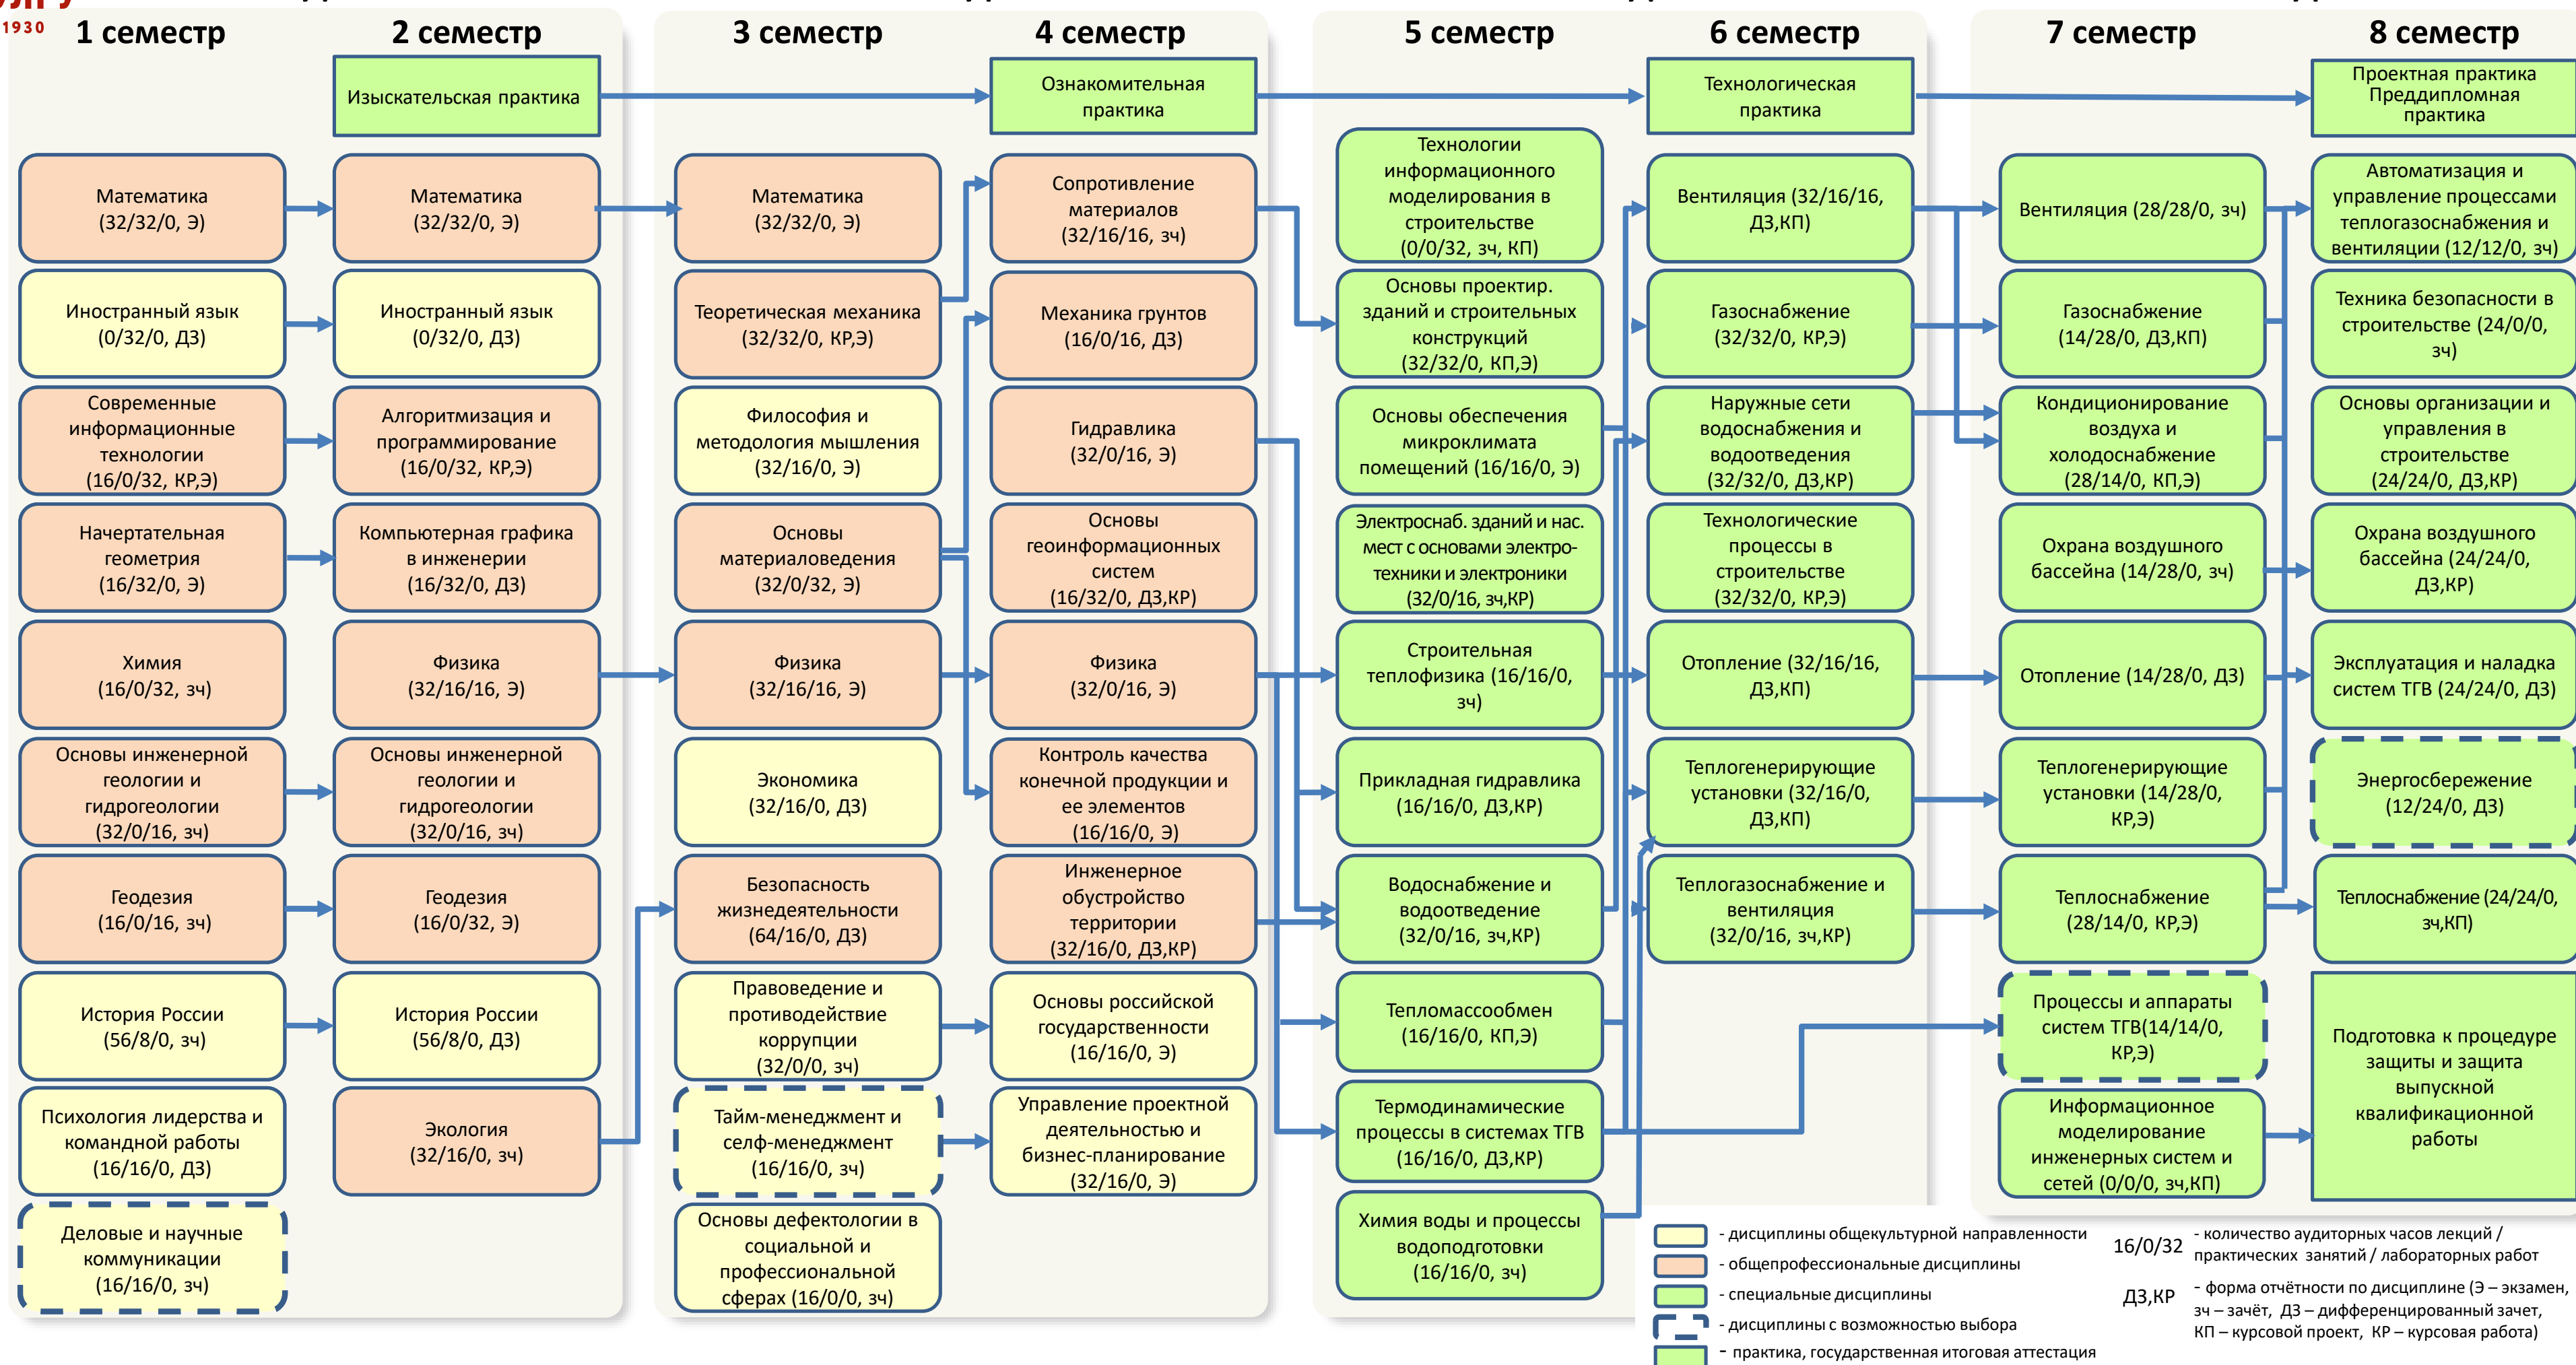 1930
1 семестр
2 семестр
3 семестр
4 семестр
5 семестр
6 семестр
7 семестр
8 семестр
Изыскательская практика
Ознакомительная
практика
Технологическая
практика
Проектная практика
Преддипломная
практика
Математика
(32/32/0, Э)
Иностранный язык
(0/32/0, ДЗ)
Современные
информационные
технологии
(16/0/32, КР,Э)
Начертательная
геометрия
(16/32/0, Э)
Химия
(16/0/32, зч)
Основы инженерной
геологии и
гидрогеологии
(32/0/16, зч)
Геодезия
(16/0/16, зч)
История России
(56/8/0, зч)
Психология лидерства и
командной работы
(16/16/0, ДЗ)
Деловые и научные
коммуникации
(16/16/0, зч)
Математика
(32/32/0, Э)
Иностранный язык
(0/32/0, ДЗ)
Алгоритмизация и
программирование
(16/0/32, КР,Э)
Компьютерная графика
в инженерии
(16/32/0, ДЗ)
Физика
(32/16/16, Э)
Основы инженерной
геологии и
гидрогеологии
(32/0/16, зч)
Геодезия
(16/0/32, Э)
История России
(56/8/0, ДЗ)
Экология
(32/16/0, зч)
Математика
(32/32/0, Э)
Теоретическая механика
(32/32/0, КР,Э)
Философия и
методология мышления
(32/16/0, Э)
Основы
материаловедения
(32/0/32, Э)
Физика
(32/16/16, Э)
Экономика
(32/16/0, ДЗ)
Безопасность
жизнедеятельности
(64/16/0, ДЗ)
Правоведение и
противодействие
коррупции
(32/0/0, зч)
Тайм-менеджмент и
селф-менеджмент
(16/16/0, зч)
Основы дефектологии в
социальной и
профессиональной
сферах (16/0/0, зч)
Сопротивление
материалов
(32/16/16, зч)
Механика грунтов
(16/0/16, ДЗ)
Гидравлика
(32/0/16, Э)
Основы
геоинформационных
систем
(16/32/0, ДЗ,КР)
Физика
(32/0/16, Э)
Контроль качества
конечной продукции и
ее элементов
(16/16/0, Э)
Инженерное
обустройство
территории
(32/16/0, ДЗ,КР)
Основы российской
государственности
(16/16/0, Э)
Управление проектной
деятельностью и
бизнес-планирование
(32/16/0, Э)
Технологии
информационного
моделирования в
строительстве
(0/0/32, зч, КП)
Основы проектир.
зданий и строительных
конструкций
(32/32/0, КП,Э)
Основы обеспечения
микроклимата
помещений (16/16/0, Э)
Электроснаб. зданий и нас.
мест с основами электро-
техники и электроники
(32/0/16, зч,КР)
Строительная
теплофизика (16/16/0,
зч)
Прикладная гидравлика
(16/16/0, ДЗ,КР)
Водоснабжение и
водоотведение
(32/0/16, зч,КР)
Тепломассообмен
(16/16/0, КП,Э)
Термодинамические
процессы в системах ТГВ
(16/16/0, ДЗ,КР)
Химия воды и процессы
водоподготовки
(16/16/0, зч)
Вентиляция (32/16/16,
ДЗ,КП)
Газоснабжение
(32/32/0, КР,Э)
Наружные сети
водоснабжения и
водоотведения
(32/32/0, ДЗ,КР)
Технологические
процессы в
строительстве
(32/32/0, КР,Э)
Отопление (32/16/16,
ДЗ,КП)
Теплогенерирующие
установки (32/16/0,
ДЗ,КП)
Теплогазоснабжение и
вентиляция
(32/0/16, зч,КР)
Вентиляция (28/28/0, зч)
Газоснабжение
(14/28/0, ДЗ,КП)
Кондиционирование
воздуха и
холодоснабжение
(28/14/0, КП,Э)
Охрана воздушного
бассейна (14/28/0, зч)
Отопление (14/28/0, ДЗ)
Теплогенерирующие
установки (14/28/0,
КР,Э)
Теплоснабжение
(28/14/0, КР,Э)
Процессы и аппараты
систем ТГВ(14/14/0,
КР,Э)
Информационное
моделирование
инженерных систем и
сетей (0/0/0, зч,КП)
Автоматизация и
управление процессами
теплогазоснабжения и
вентиляции (12/12/0, зч)
Техника безопасности в
строительстве (24/0/0,
зч)
Основы организации и
управления в
строительстве
(24/24/0, ДЗ,КР)
Охрана воздушного
бассейна (24/24/0,
ДЗ,КР)
Эксплуатация и наладка
систем ТГВ (24/24/0, ДЗ)
Энергосбережение
(12/24/0, ДЗ)
Теплоснабжение (24/24/0,
зч,КП)
Подготовка к процедуре
защиты и защита
выпускной
квалификационной
работы
- дисциплины общекультурной направленности
- общепрофессиональные дисциплины
- специальные дисциплины
- дисциплины с возможностью выбора
- практика, государственная итоговая аттестация
16/0/32
- количество аудиторных часов лекций /
практических занятий / лабораторных работ
ДЗ,КР
- форма отчётности по дисциплине (Э – экзамен,
зч – зачёт, ДЗ – дифференцированный зачет,
КП – курсовой проект, КР – курсовая работа)